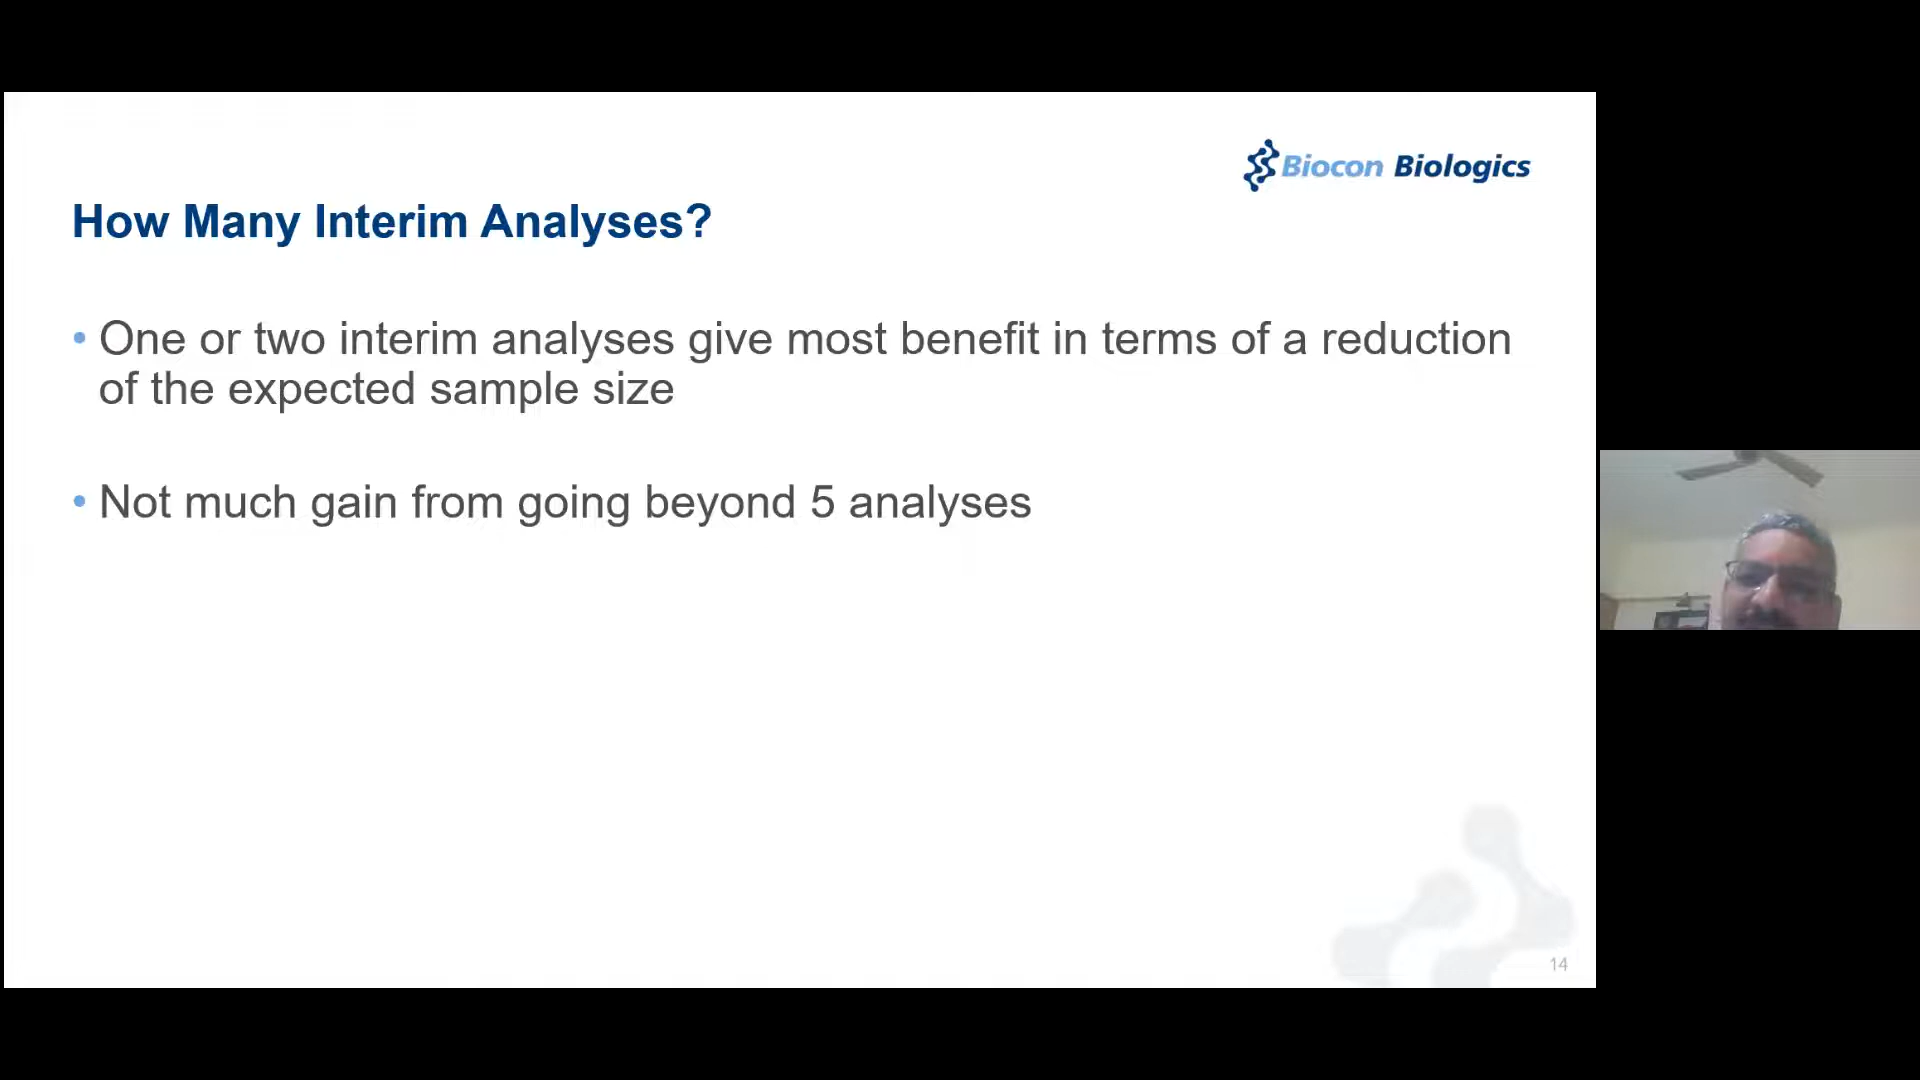 Biocon Biologics
How Many Interim Analyses?
• One or two interim analyses give most benefit in terms of a reduction
of the expected sample size
• Not much gain from going beyond 5 analyses
14